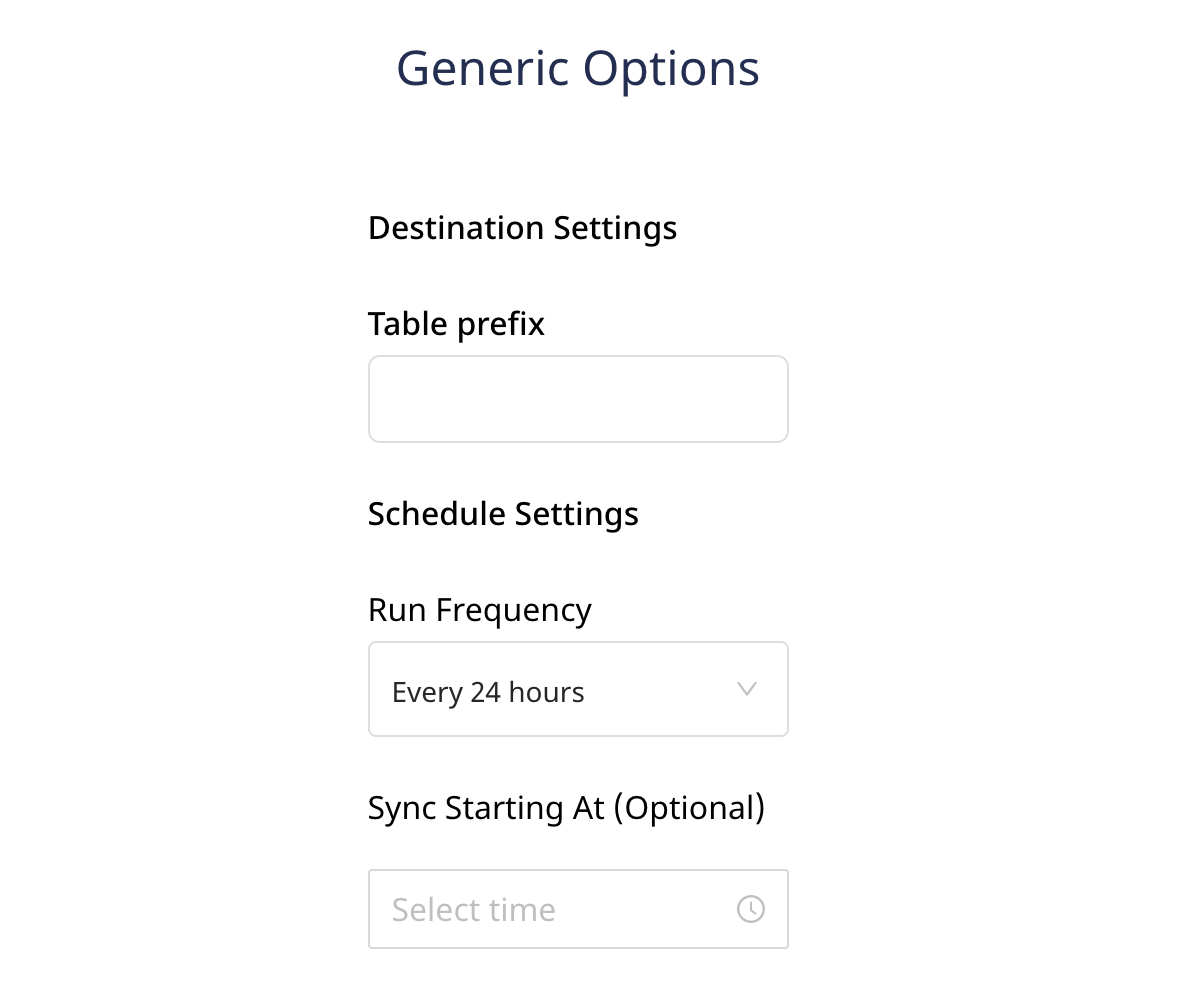 Generic Options
Destination Settings
Table prefix
Schedule Settings
Run Frequency
Every 24 hours
Sync Starting At (Optional)
Select time